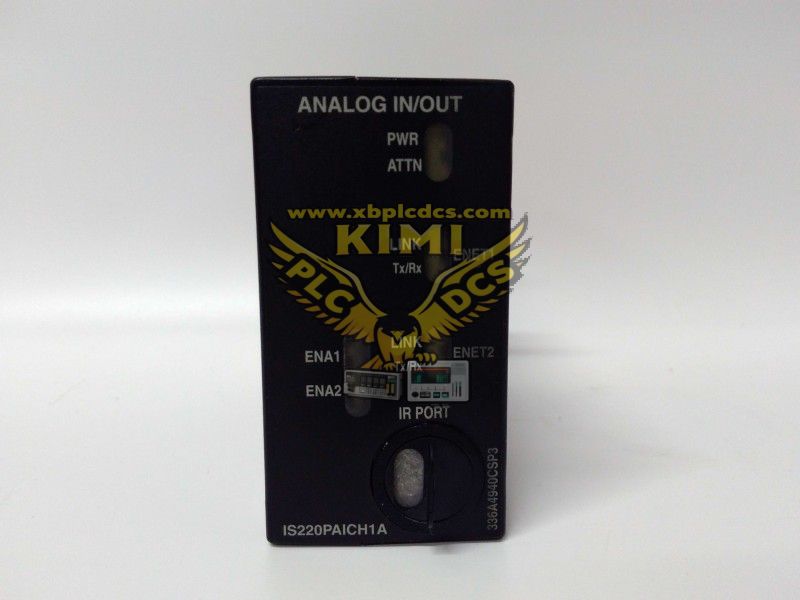 ANALOG IN/OUT
PWR
ATTN
www.xbplcdcs.com
KIMI
LINK
ENET1
Tx/Rx
PLC
DCS
LINK
ENA1
ENET2
Tx/Rx
ENA2
IR PORT
336A4940CSP3
IS220PAICH1A